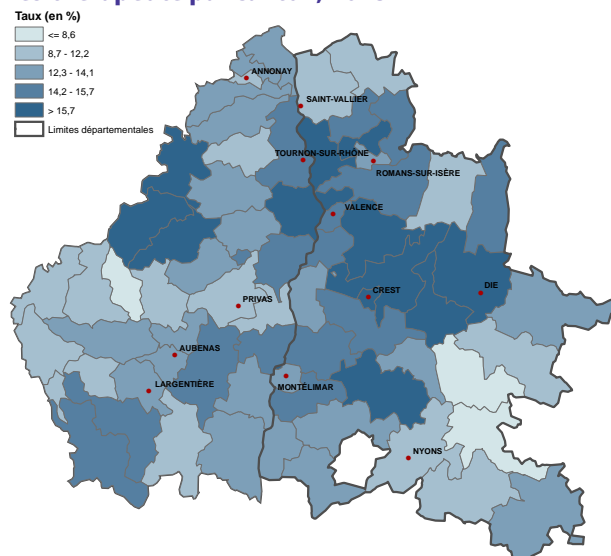 Taux (en %)
<= 8,6
8,7 - 12,2
12,3 - 14,1
14,2 - 15,7
> 15,7
Limites départementales
ANNONAY
SAINT-VALLIER
TOURNON-SUR-RHÔNE
ROMANS-SUR-ISÈRE
VALENCE
CREST
DIE
PRIVAS
AUBENAS
LARGENTIÈRE
MONTÉLIMAR
NYONS